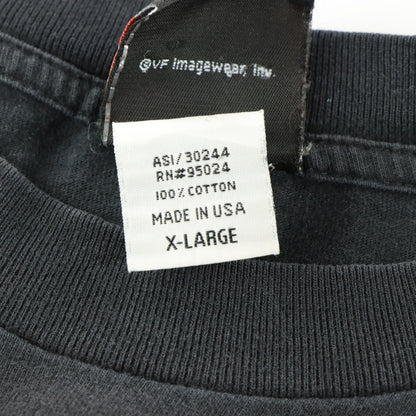 ©VF Imagewear, Inc.
ASI/30244
RN#95024
100% COTTON
MADE IN USA
X-LARGE